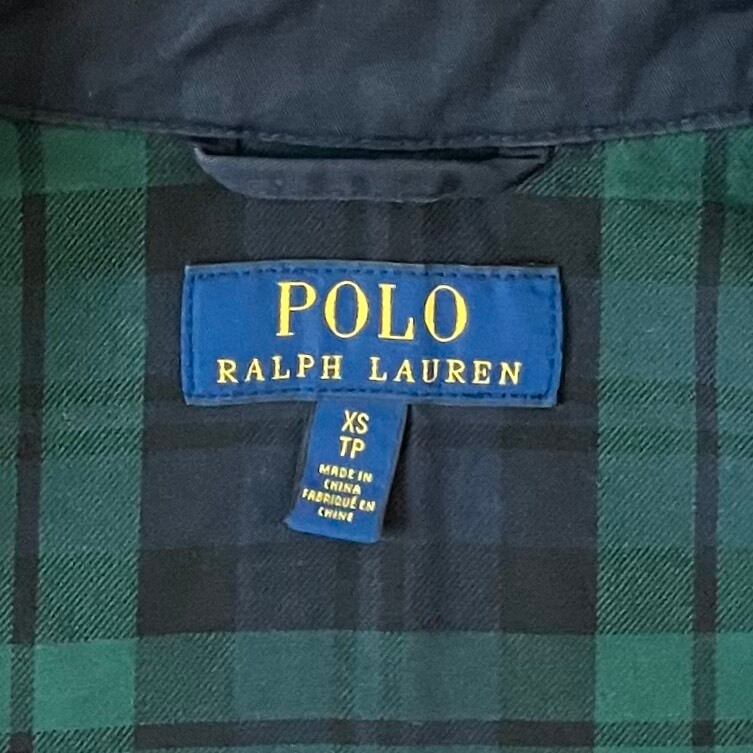 POLO
RALPH LAUREN
XS
TP
MADE IN
CHINA
FABRIQUÉ EN
CHINE